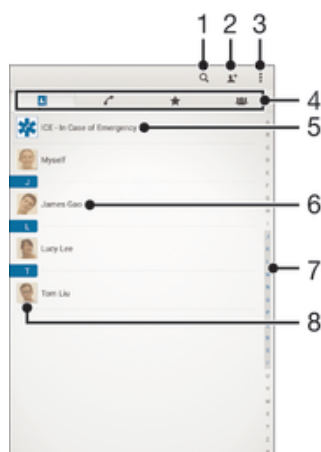 1 2 3
4
ICE - In Case of Emergency
5
Myself
J
James Gao
6
L
Lucy Lee
7
T
Tom Liu
8